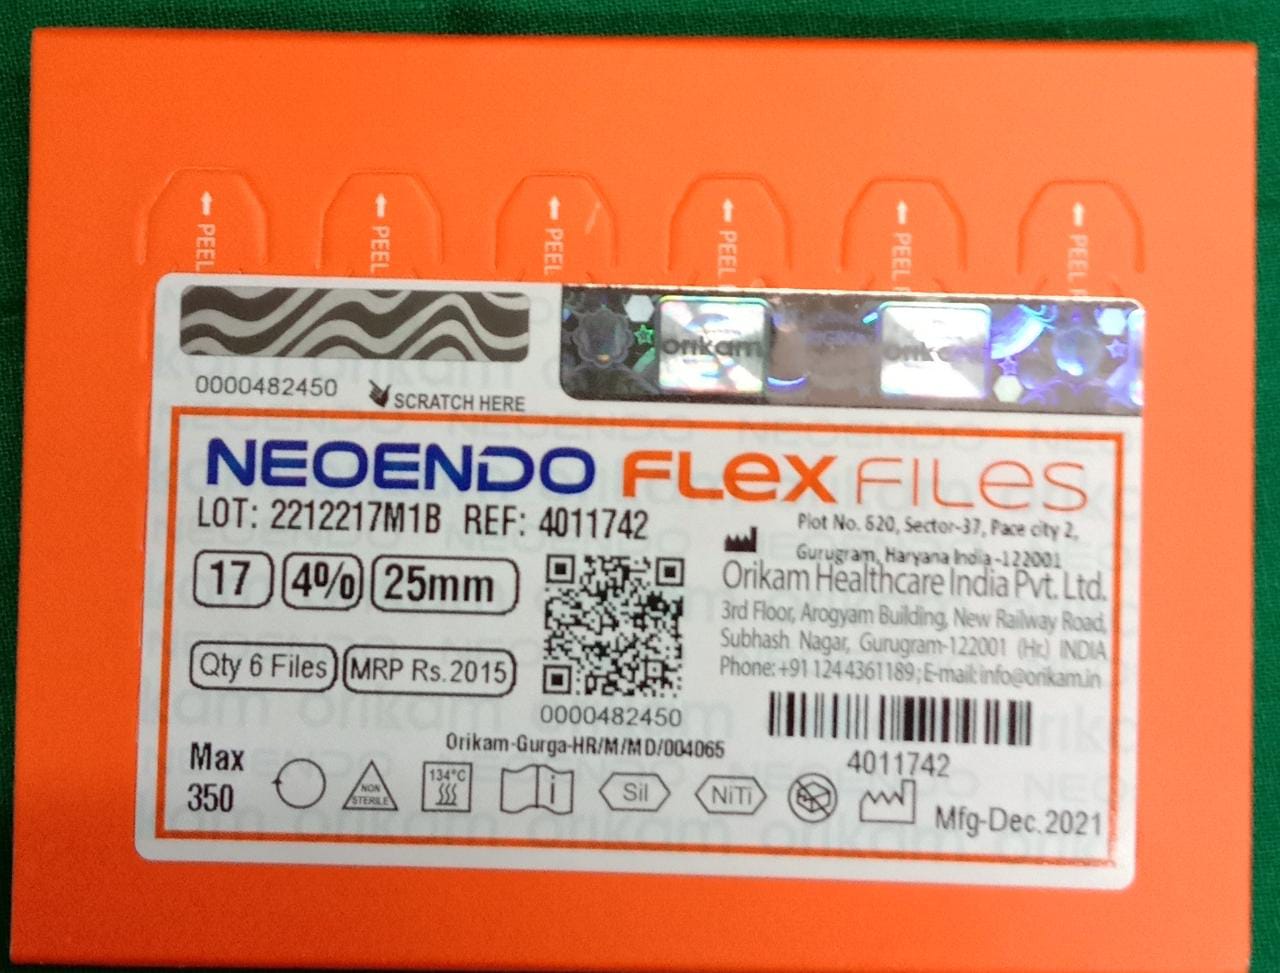 PEEL PEEL PEEL PEEL PEEL PEEL
orikam
0000482450 SCRATCH HERE
NEOENDO FLEX FILES
LOT: 2212217M1B REF: 4011742
Plot No. 620, Sector-37, Pace city 2,
Gurugram, Haryana India -122001
17 4% 25mm
Orikam Healthcare India Pvt. Ltd.
3rd Floor, Arogyam Building, New Railway Road,
Subhash Nagar, Gurugram-122001 (Hr.) INDIA
Phone: +91 124 4361189; E-mail: info@orikam.in
Qty 6 Files MRP Rs.2015
0000482450
Orikam-Gurga-HR/M/MD/004065
4011742
Max
350
NON
STERILE
134°C
i
Sil
NiTi
Mfg-Dec.2021